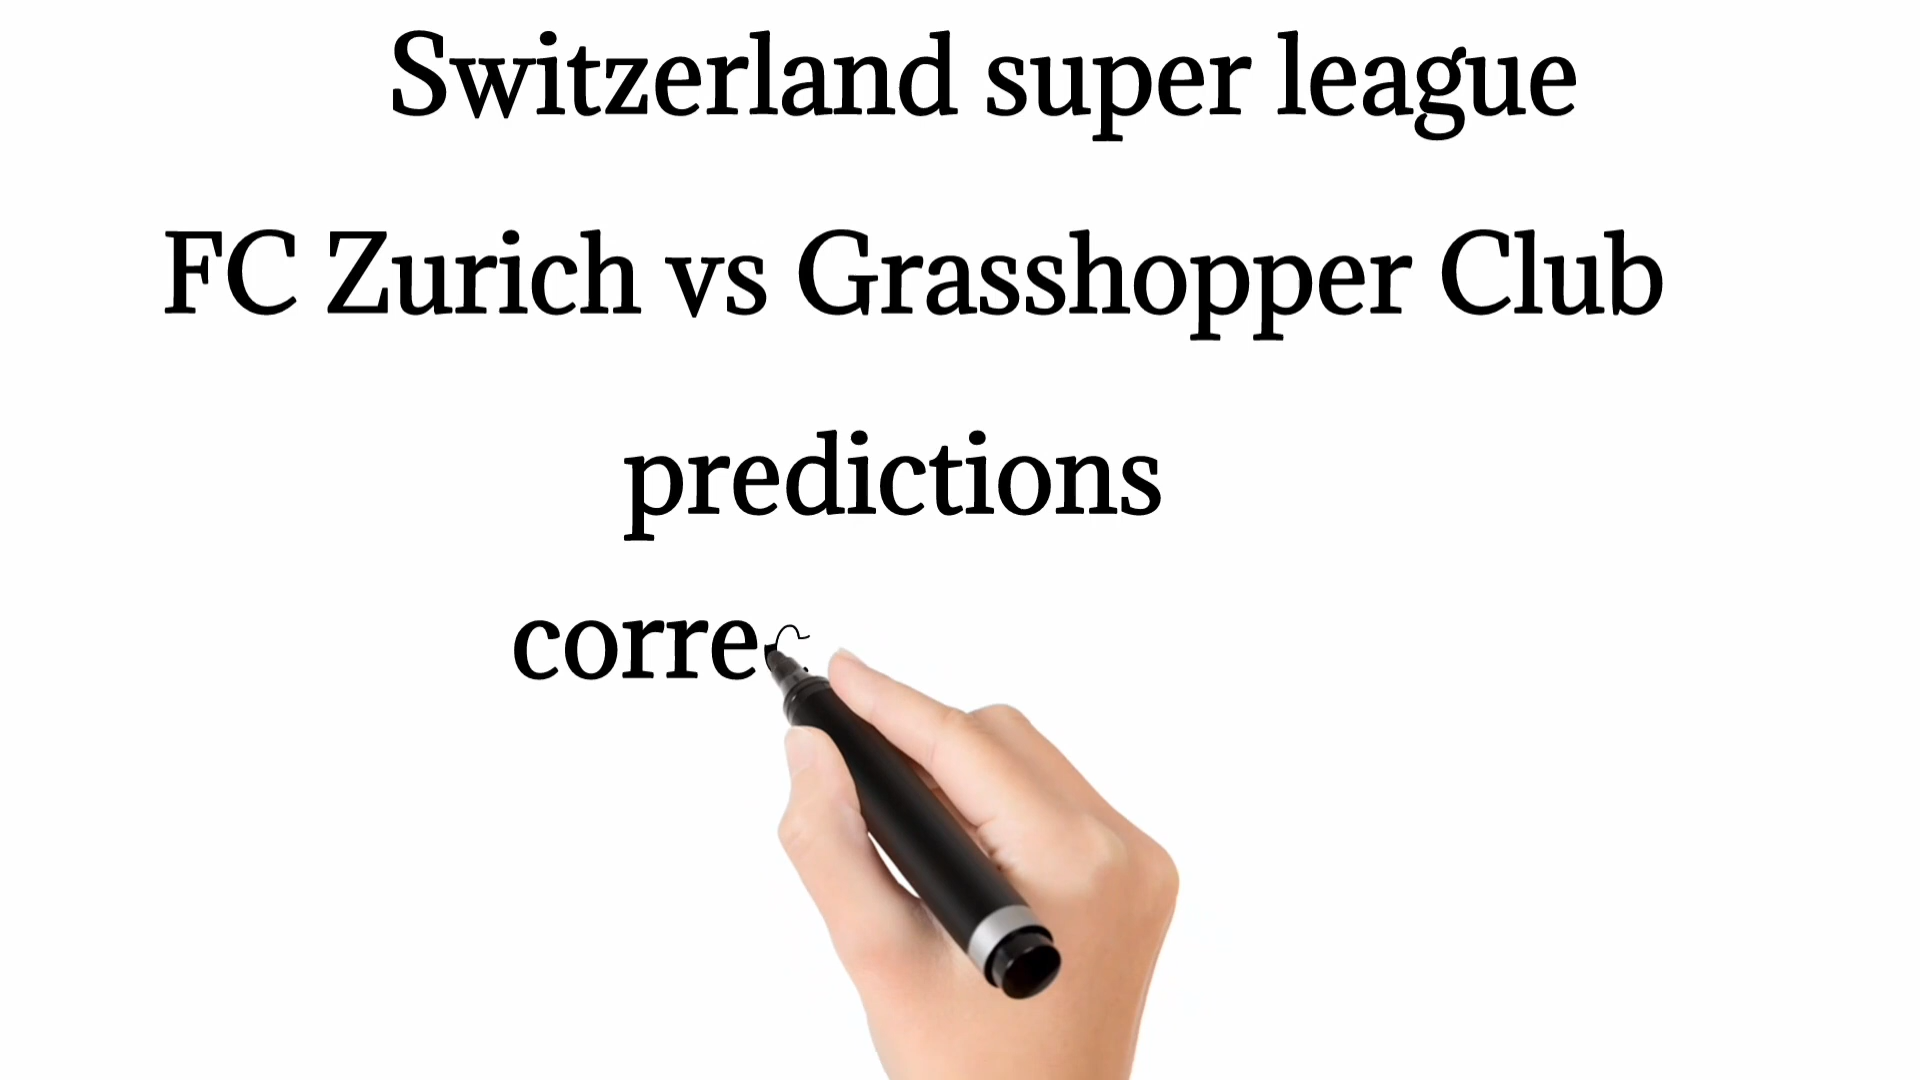 Switzerland super league
FC Zurich vs Grasshopper Club
predictions
corre